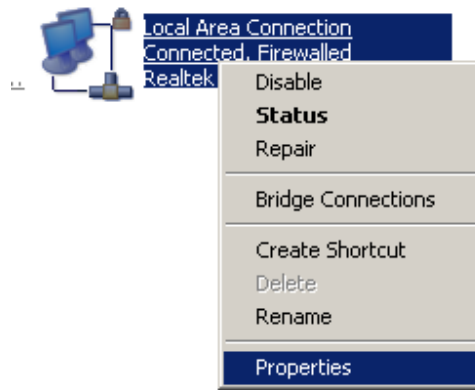 Local Area Connection
Connected, Firewalled
Realtek
Disable
Status
Repair
Bridge Connections
Create Shortcut
Delete
Rename
Properties